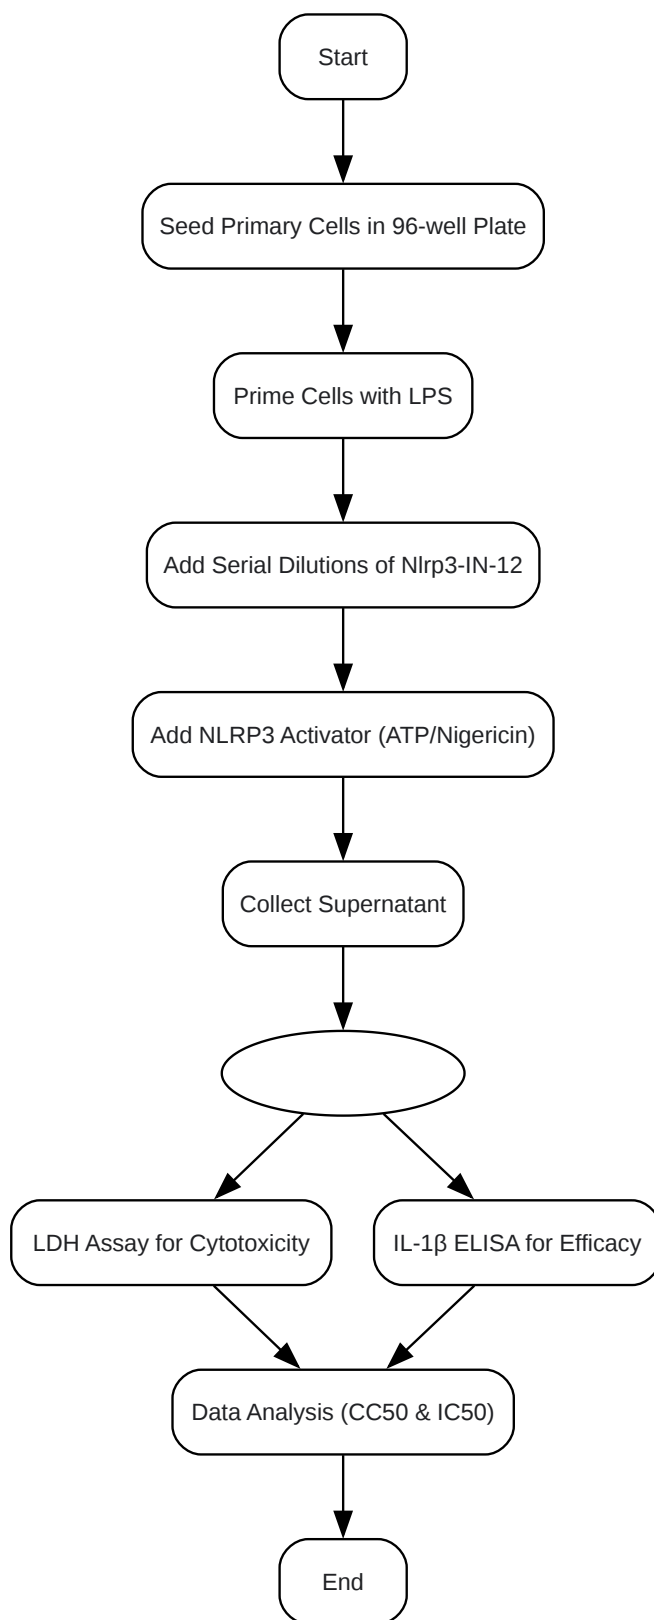 Start
Seed Primary Cells in 96-well Plate
Prime Cells with LPS
Add Serial Dilutions of Nlrp3-IN-12
Add NLRP3 Activator (ATP/Nigericin)
Collect Supernatant
LDH Assay for Cytotoxicity
IL-1β ELISA for Efficacy
Data Analysis (CC50 & IC50)
End